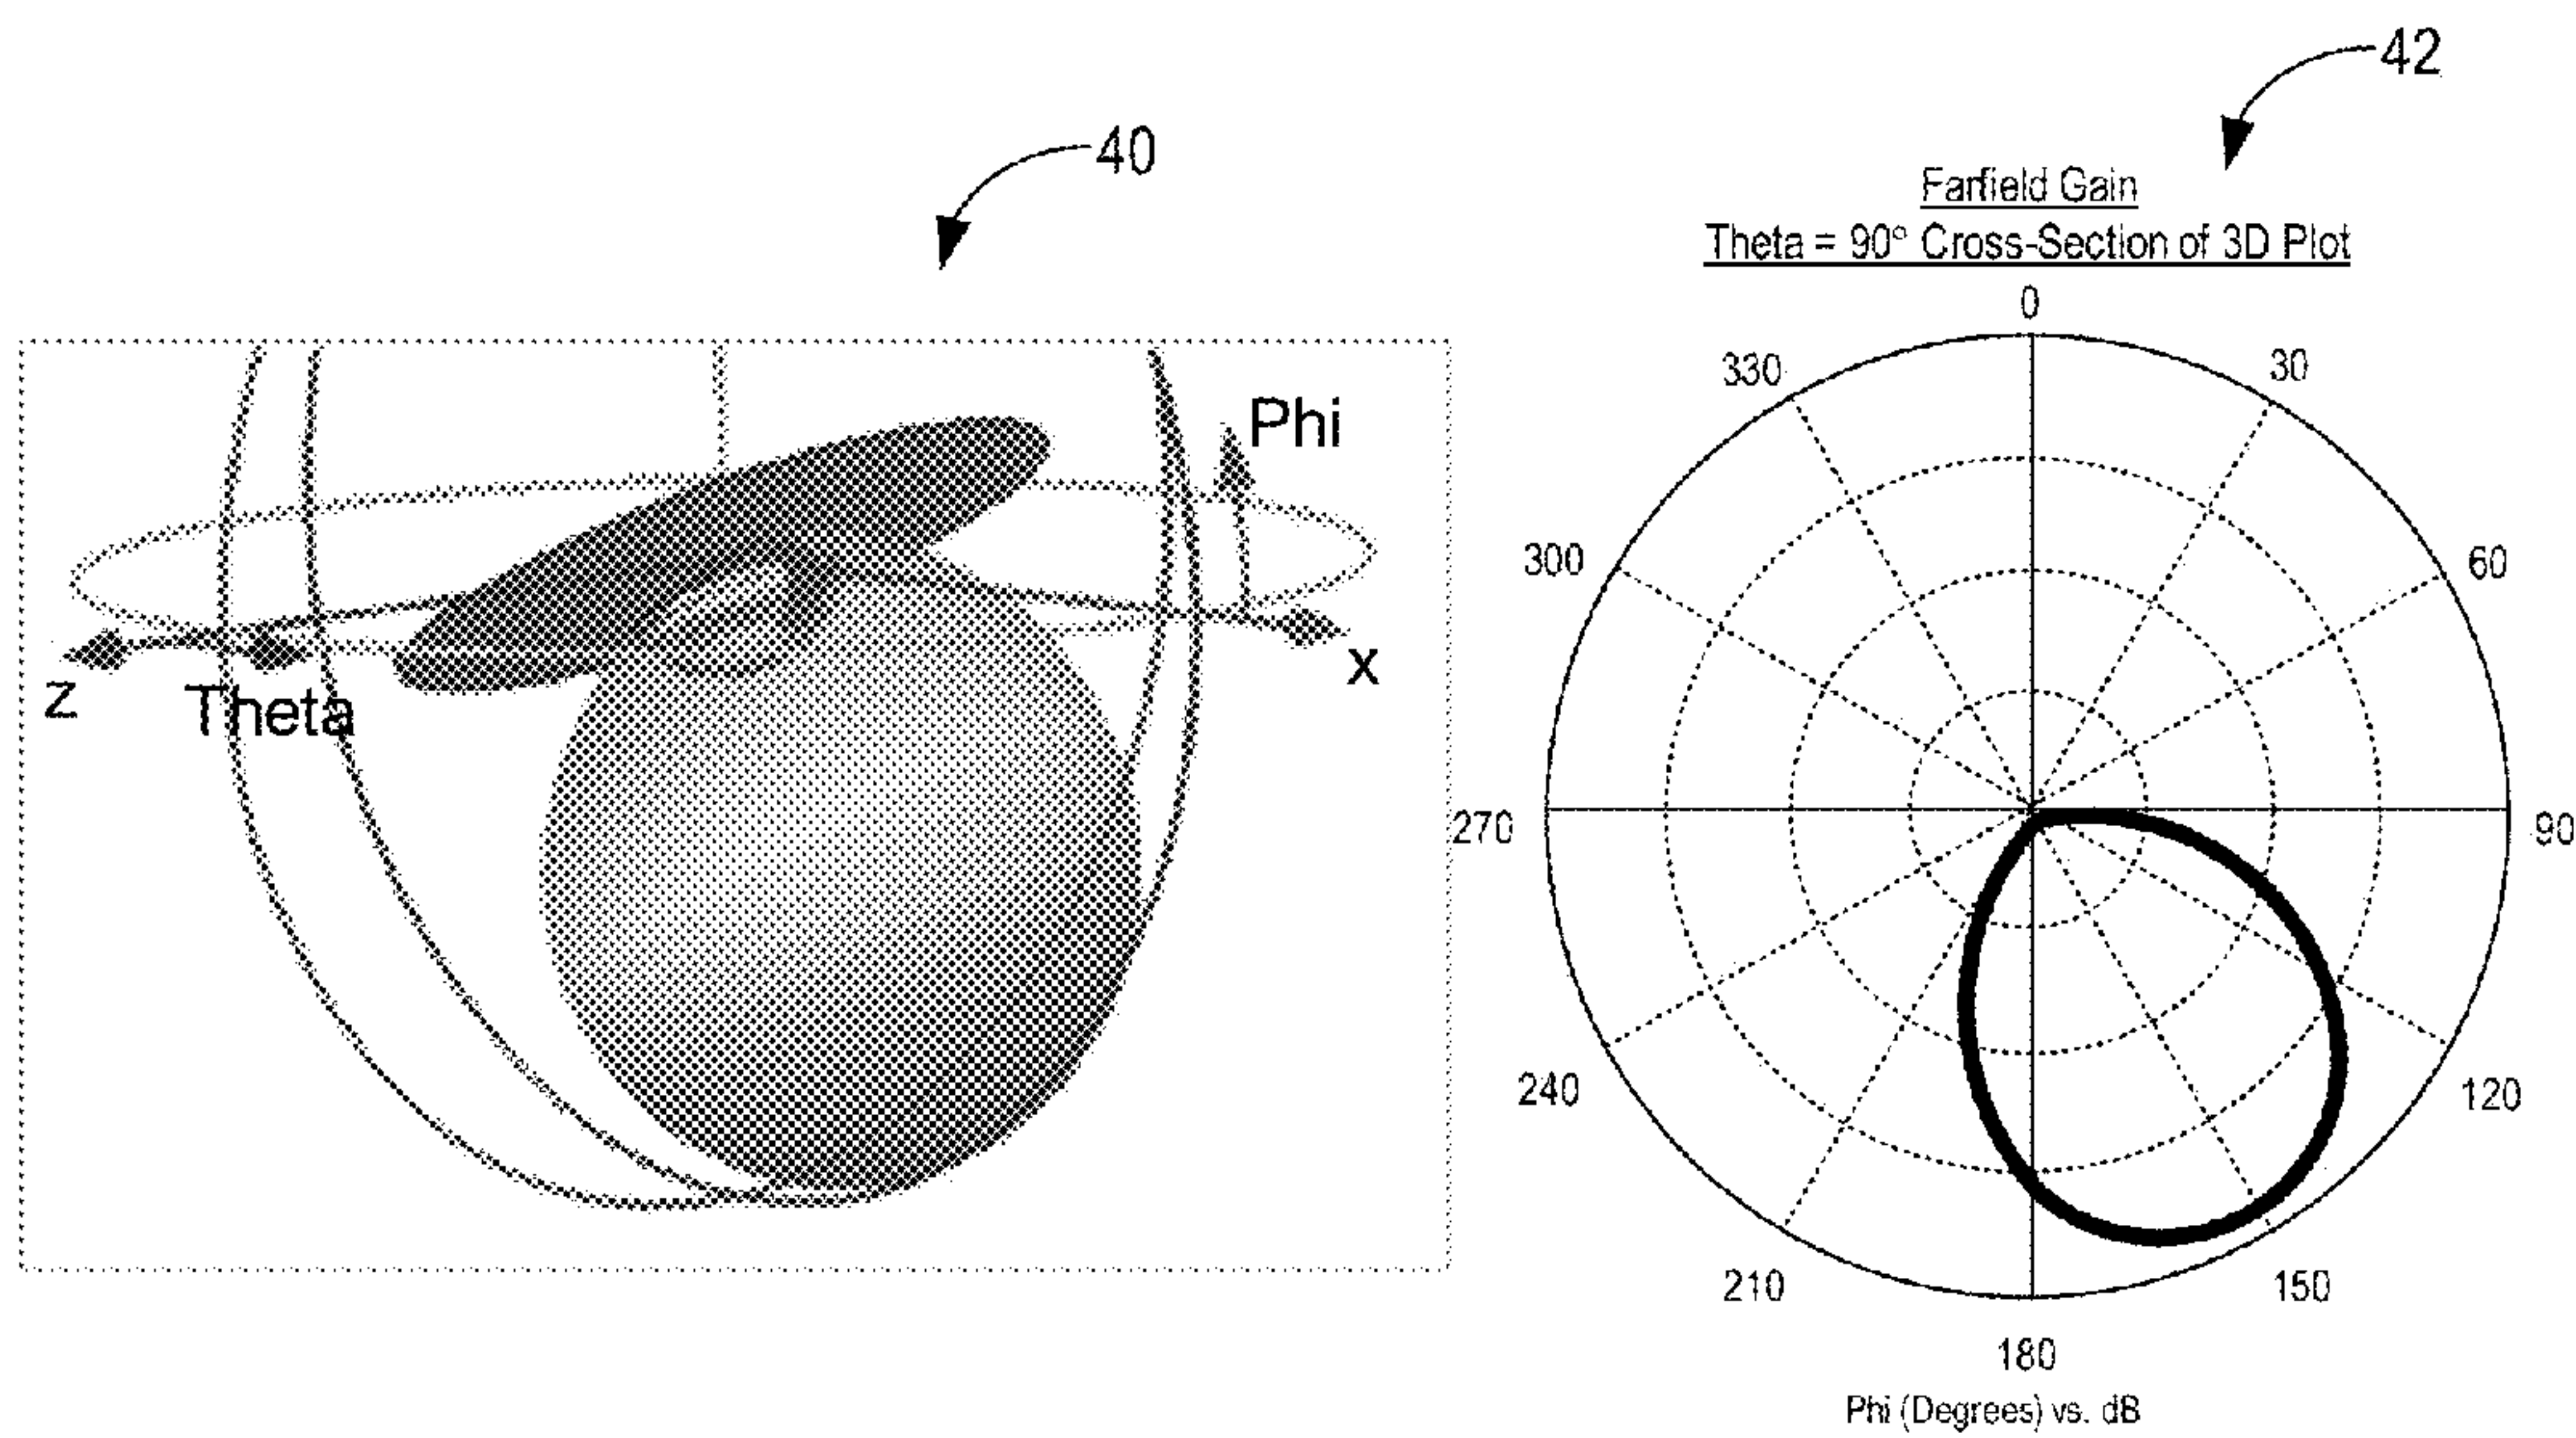 42
40
Farfield Gain
Theta = 90° Cross-Section of 3D Plot
0
330
30
Phi
300
60
Z
Theta
X
270
90
240
120
210
150
180
Phi (Degrees) vs. dB